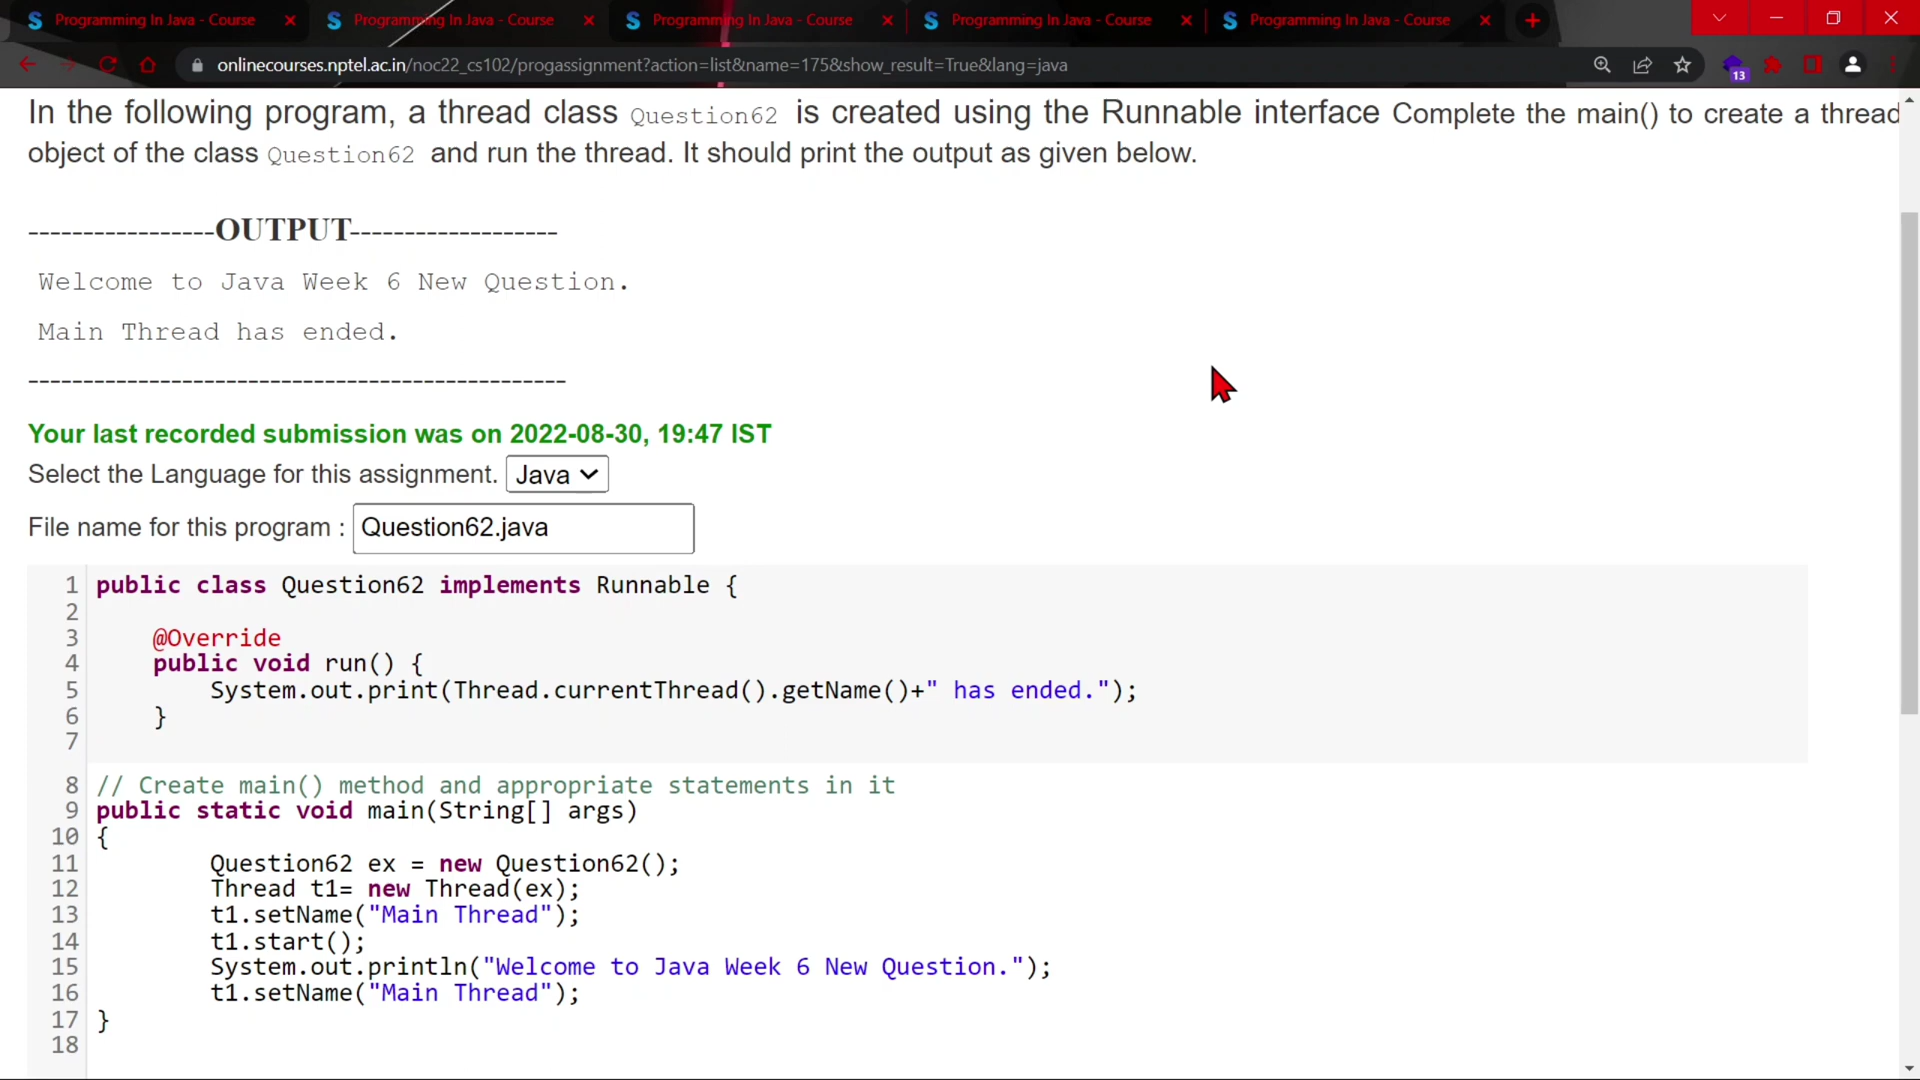 Programming In Java - Course
Programming In Java - Course
Programming In Java - Course
Programming In Java - Course
Programming In Java - Course
onlinecourses.nptel.ac.in/noc22_cs102/progassignment?action=list&name=175&show_result=True&lang=java
13
In the following program, a thread class Question62 is created using the Runnable interface Complete the main() to create a thread
object of the class Question62 and run the thread. It should print the output as given below.
-----------------OUTPUT-------------------
Welcome to Java Week 6 New Question.
Main Thread has ended.
-------------------------------------------------
Your last recorded submission was on 2022-08-30, 19:47 IST
Select the Language for this assignment. Java
File name for this program : Question62.java
1 public class Question62 implements Runnable {
2
3 @Override
4 public void run() {
5 System.out.print(Thread.currentThread().getName()+" has ended.");
6 }
7
8 // Create main() method and appropriate statements in it
9 public static void main(String[] args)
10 {
11 Question62 ex = new Question62();
12 Thread t1= new Thread(ex);
13 t1.setName("Main Thread");
14 t1.start();
15 System.out.println("Welcome to Java Week 6 New Question.");
16 t1.setName("Main Thread");
17 }
18